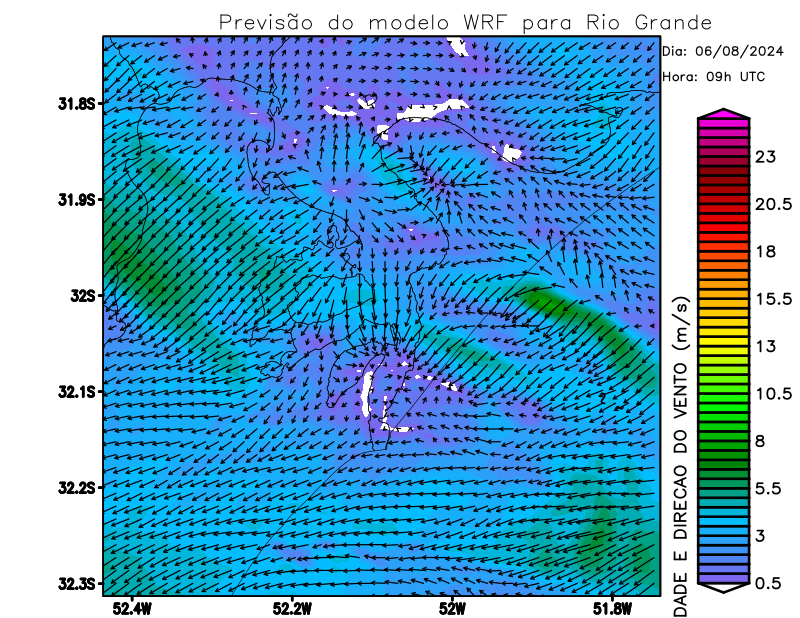 Previsão do modelo WRF para Rio Grande
Dia: 06/08/2024
Hora: 09h UTC
31.8S
31.9S
32S
32.1S
32.2S
32.3S
52.4W
52.2W
52W
51.8W
DADE E DIRECAO DO VENTO (m/s)
23
20.5
18
15.5
13
10.5
8
5.5
3
0.5